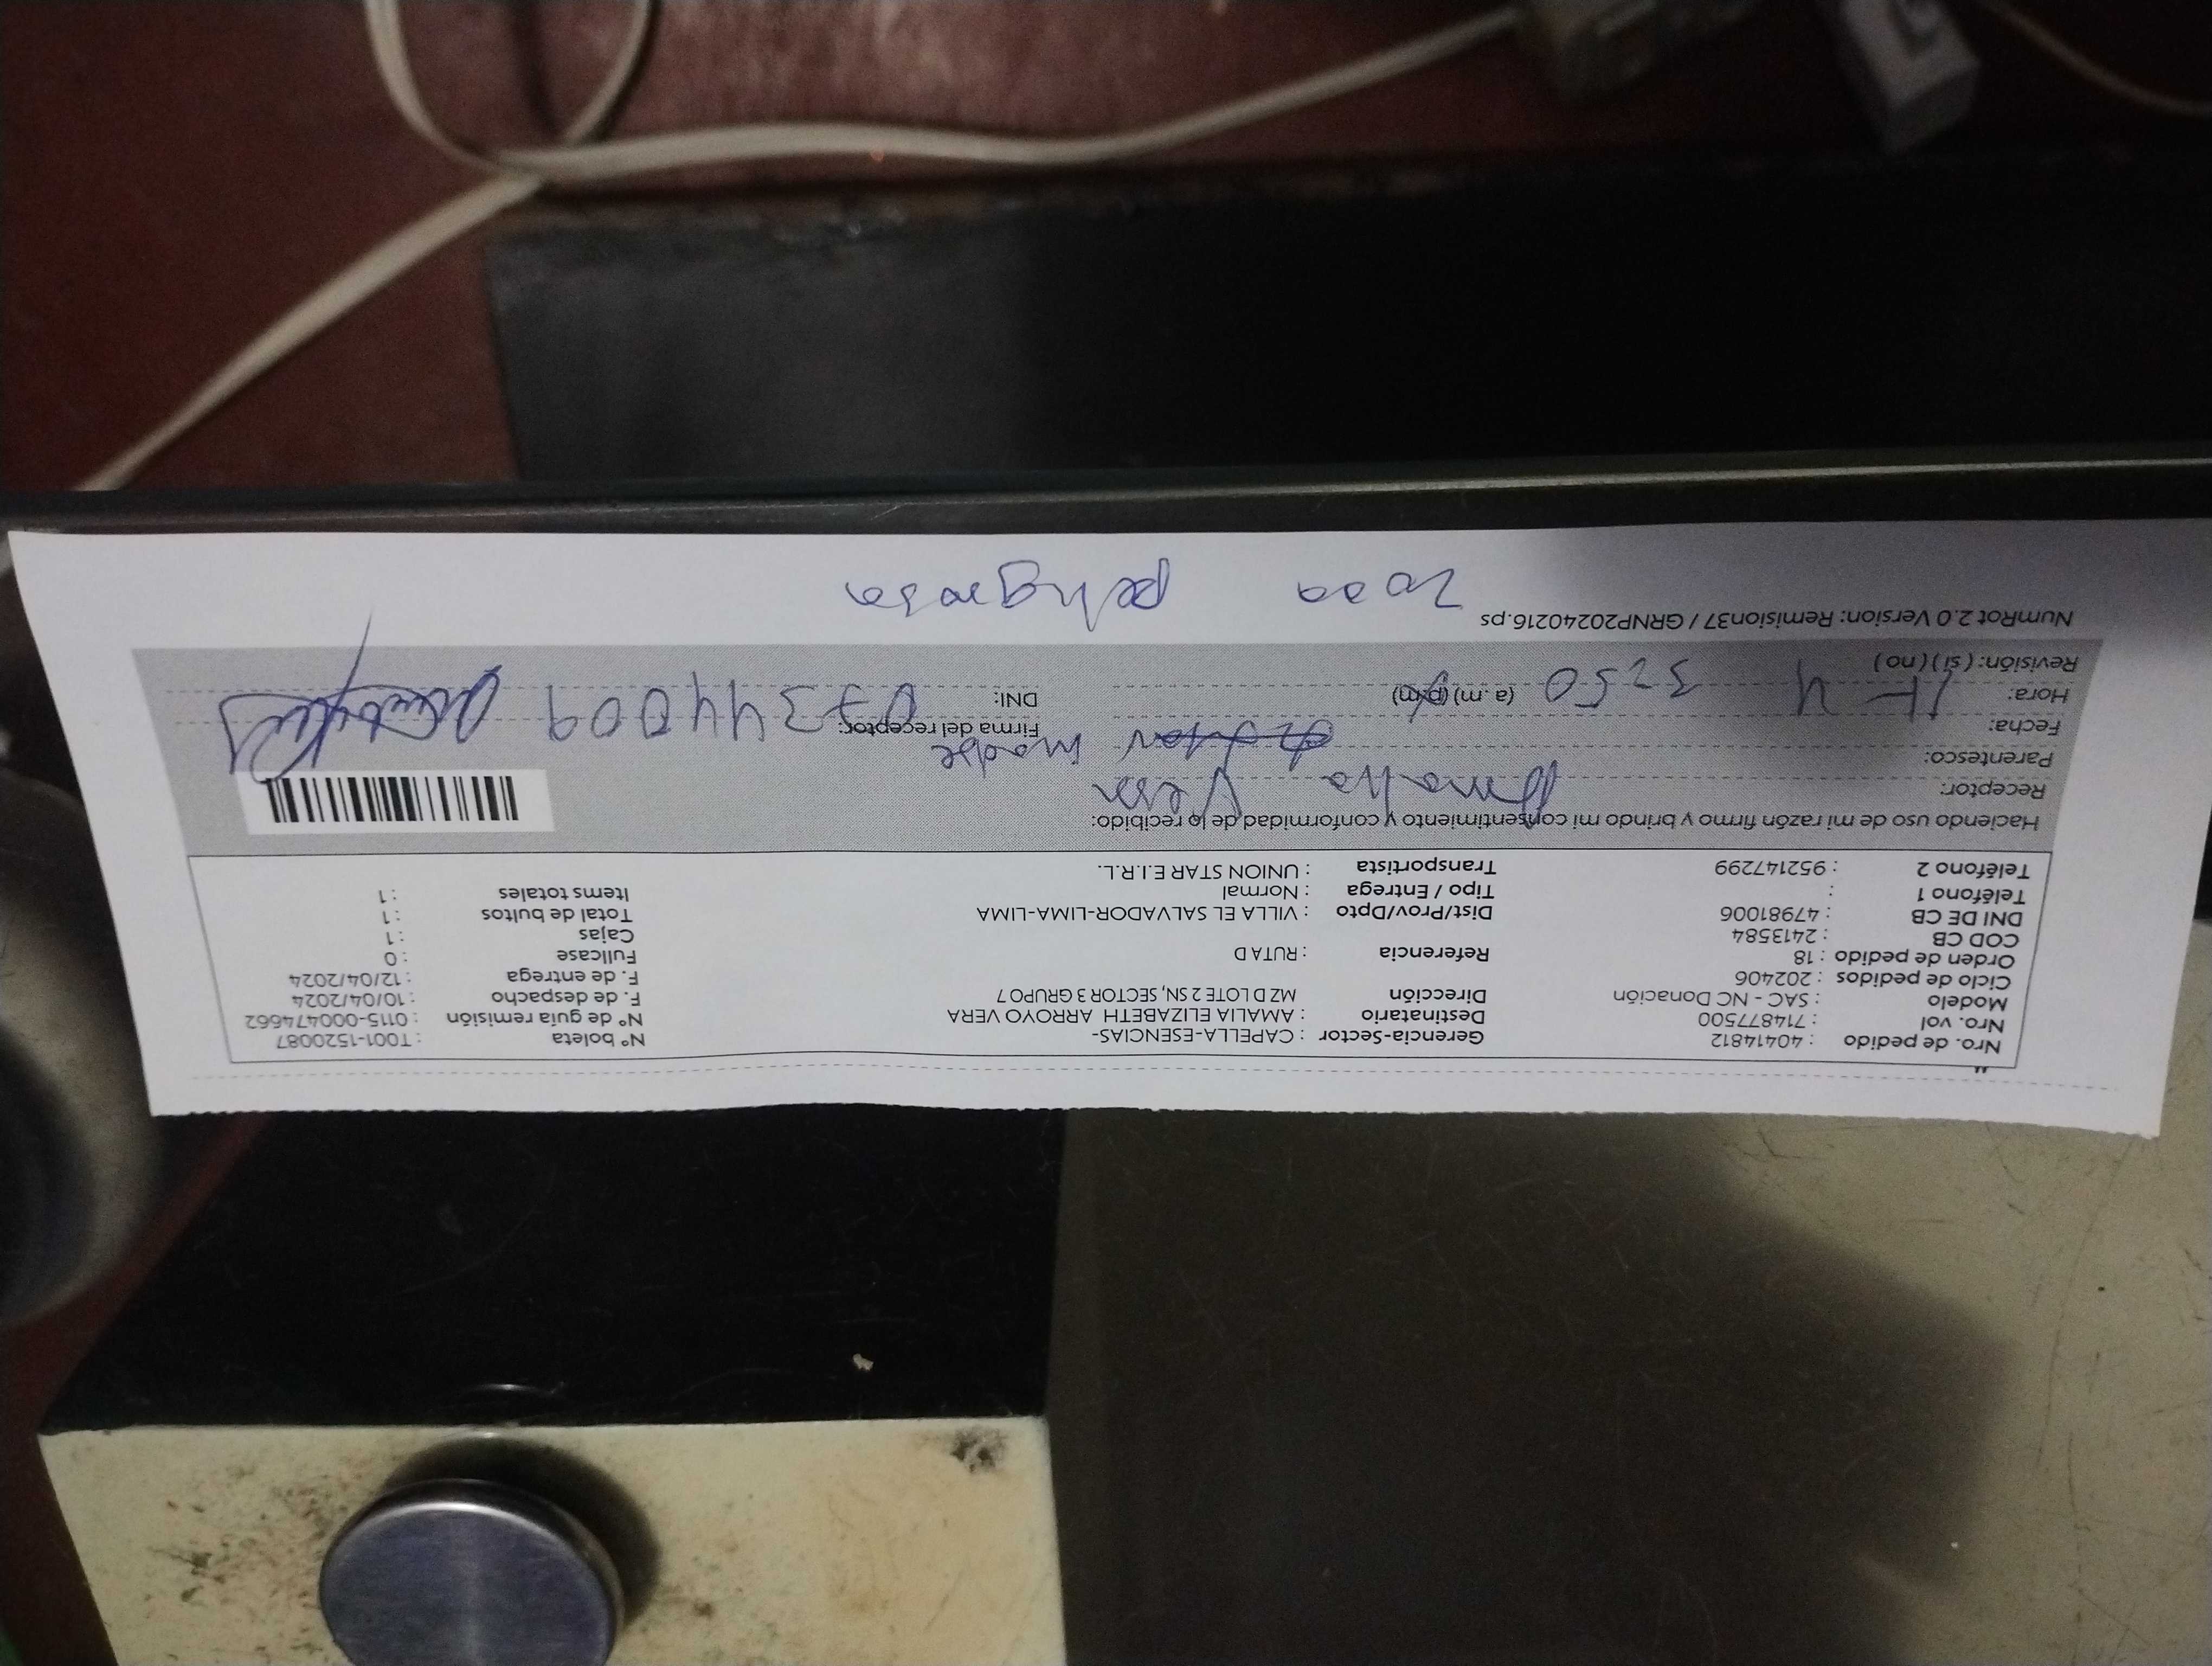 Nro. de pedido : 40414812 Gerencia-Sector : CAPELLA-ESENCIAS- N° boleta : T001-1520087
Nro. vol : 714877500 Destinatario : AMALIA ELIZABETH ARROYO VERA N° de guia remisión : 0115-000474662
Modelo : SAC - NC Donación Dirección MZ D LOTE 2 SN, SECTOR 3 GRUPO 7 F. de despacho : 10/04/2024
Ciclo de pedidos : 202406 F. de entrega : 12/04/2024
Orden de pedido : 18 Referencia : RUTA D Fullcase : 0
COD CB : 2413584 Cajas : 1
DNI DE CB : 47981006 Dist/Prov/Dpto : VILLA EL SALVADOR-LIMA-LIMA Total de bultos : 1
Teléfono 1 : Tipo / Entrega : Normal Items totales : 1
Teléfono 2 : 952147299 Transportista : UNION STAR E.I.R.L.
Haciendo uso de mi razón firmo y brindo mi consentimiento y conformidad de lo recibido:
Receptor: Amalia Vera
Parentesco: madre
Fecha: Firma del receptor:
Hora: 3:50 (a.m) (p.m) DNI: 07344009
Revisión: (si) (no)
NumRot 2.0 Version: Remision37 / GRNP20240216.ps
zona peligrosa